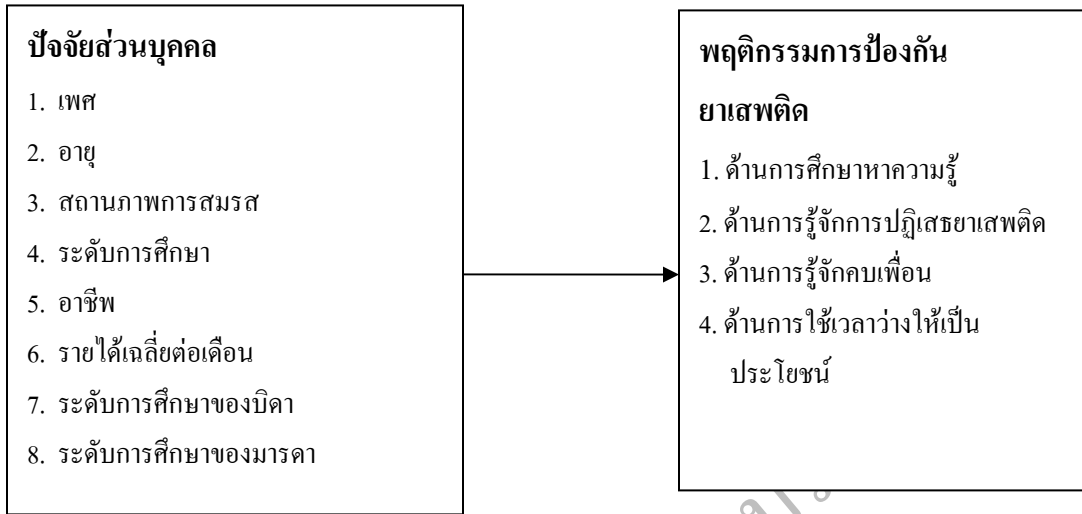 ปัจจัยส่วนบุคคล
1. เพศ
2. อายุ
3. สถานภาพการสมรส
4. ระดับการศึกษา
5. อาชีพ
6. รายได้เฉลี่ยต่อเดือน
7. ระดับการศึกษาของบิดา
8. ระดับการศึกษาของมารดา
พฤติกรรมการป้องกัน
ยาเสพติด
1. ด้านการศึกษาหาความรู้
2. ด้านการรู้จักการปฏิเสธยาเสพติด
3. ด้านการรู้จักคบเพื่อน
4. ด้านการใช้เวลาว่างให้เป็น
ประโยชน์